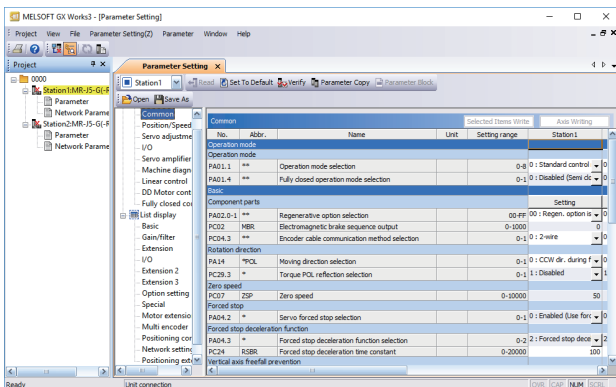 MELSOFT GX Works3 - [Parameter Setting]
Project View File Parameter Setting(Z) Parameter Window Help
Project
Parameter Setting
0000
Station1:MR-J5-G(-R
Parameter
Network Parame
Station2:MR-J5-G(-R
Parameter
Network Parame
Station1 Read Set To Default Verify Parameter Copy Parameter Block
Open Save As
Common
Position/Speed
Servo adjustme
I/O
Servo amplifier
Machine diagn
Linear control
DD Motor cont
Fully closed co
List display
Basic
Gain/filter
Extension
I/O
Extension 2
Extension 3
Option setting
Special
Motor extensio
Multi encoder
Positioning cor
Network settin
Positioning ext
Common Selected Items Write Axis Writing
No. Abbr. Name Unit Setting range Station1
Operation mode
Operation mode
PA01.1 ** Operation mode selection 0-8 0 : Standard control 0
PA01.4 ** Fully closed operation mode selection 0-1 0 : Disabled (Semi clo 0
Basic
Component parts Setting
PA02.0-1 ** Regenerative option selection 00-FF 00 : Regen. option is 0
PC02 MBR Electromagnetic brake sequence output 0-1000 0
PC04.3 ** Encoder cable communication method selection 0-1 0 : 2-wire 0
Rotation direction
PA14 *POL Moving direction selection 0-1 0 : CCW dir. during f 0
PC29.3 * Torque POL reflection selection 0-1 1 : Disabled 1
Zero speed
PC07 ZSP Zero speed 0-10000 50
Forced stop
PA04.2 * Servo forced stop selection 0-1 0 : Enabled (Use forc 0
Forced stop deceleration function
PA04.3 * Forced stop deceleration function selection 0-2 2 : Forced stop dece 2
PC24 RSBR Forced stop deceleration time constant 0-20000 100
Vertical axis freefall prevention
Ready Unit connection OVR CAP NUM SCRL